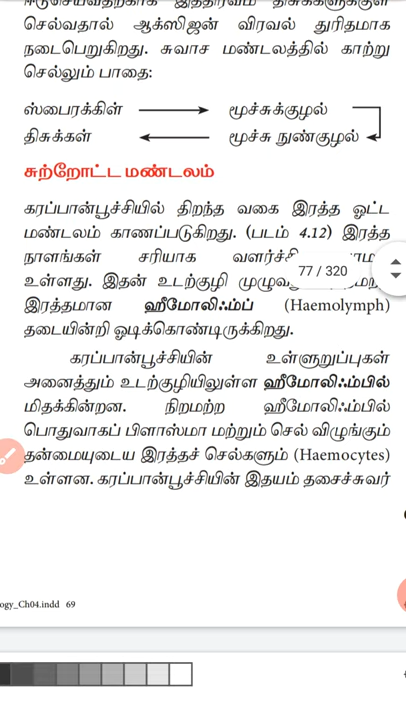 செல்வதால் ஆக்ஸிஜன் விரவல் துரிதமாக
நடைபெறுகிறது. சுவாச மண்டலத்தில் காற்று
செல்லும் பாதை:
ஸ்பைரக்கிள் → மூச்சுக்குழல்
திசுக்கள் ← மூச்சு நுண்குழல்
சுற்றோட்ட மண்டலம்
கரப்பான்பூச்சியில் திறந்த வகை இரத்த ஓட்ட
மண்டலம் காணப்படுகிறது. (படம் 4.12) இரத்த
நாளங்கள் சரியாக
77 / 320
உள்ளது. இதன் உடற்குழி
இரத்தமான ஹீமோலிஃம்ப் (Haemolymph)
தடையின்றி ஓடிக்கொண்டிருக்கிறது.
கரப்பான்பூச்சியின் உள்ளுறுப்புகள்
அனைத்தும் உடற்குழியிலுள்ள ஹீமோலிஃம்பில்
மிதக்கின்றன. நிறமற்ற ஹீமோலிஃம்பில்
பொதுவாகப் பிளாஸ்மா மற்றும் செல் விழுங்கும்
தன்மையுடைய இரத்தச் செல்களும் (Haemocytes)
உள்ளன. கரப்பான்பூச்சியின் இதயம் தசைச்சுவர்
ogy_Ch04.indd 69